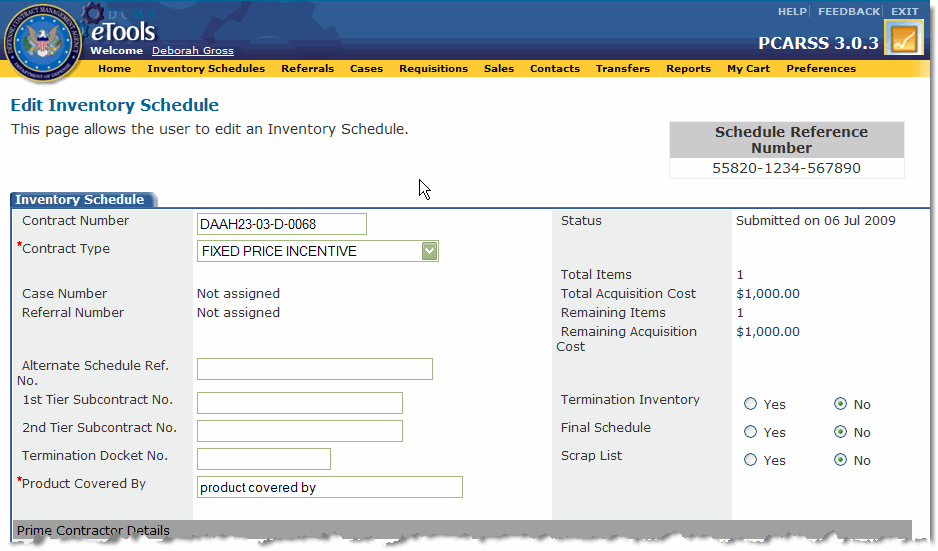 HELP FEEDBACK EXIT
DCMA
eTools
Welcome Deborah Gross
PCARSS 3.0.3
Home Inventory Schedules Referrals Cases Requisitions Sales Contacts Transfers Reports My Cart Preferences
Edit Inventory Schedule
This page allows the user to edit an Inventory Schedule.
Schedule Reference
Number
55820-1234-567890
Inventory Schedule
Contract Number DAAH23-03-D-0068 Status Submitted on 06 Jul 2009
*Contract Type FIXED PRICE INCENTIVE
Total Items 1
Case Number Not assigned Total Acquisition Cost $1,000.00
Referral Number Not assigned Remaining Items 1
Remaining Acquisition $1,000.00
Cost
Alternate Schedule Ref.
No.
1st Tier Subcontract No. Termination Inventory Yes No
2nd Tier Subcontract No. Final Schedule Yes No
Termination Docket No. Scrap List Yes No
*Product Covered By product covered by
Prime Contractor Details